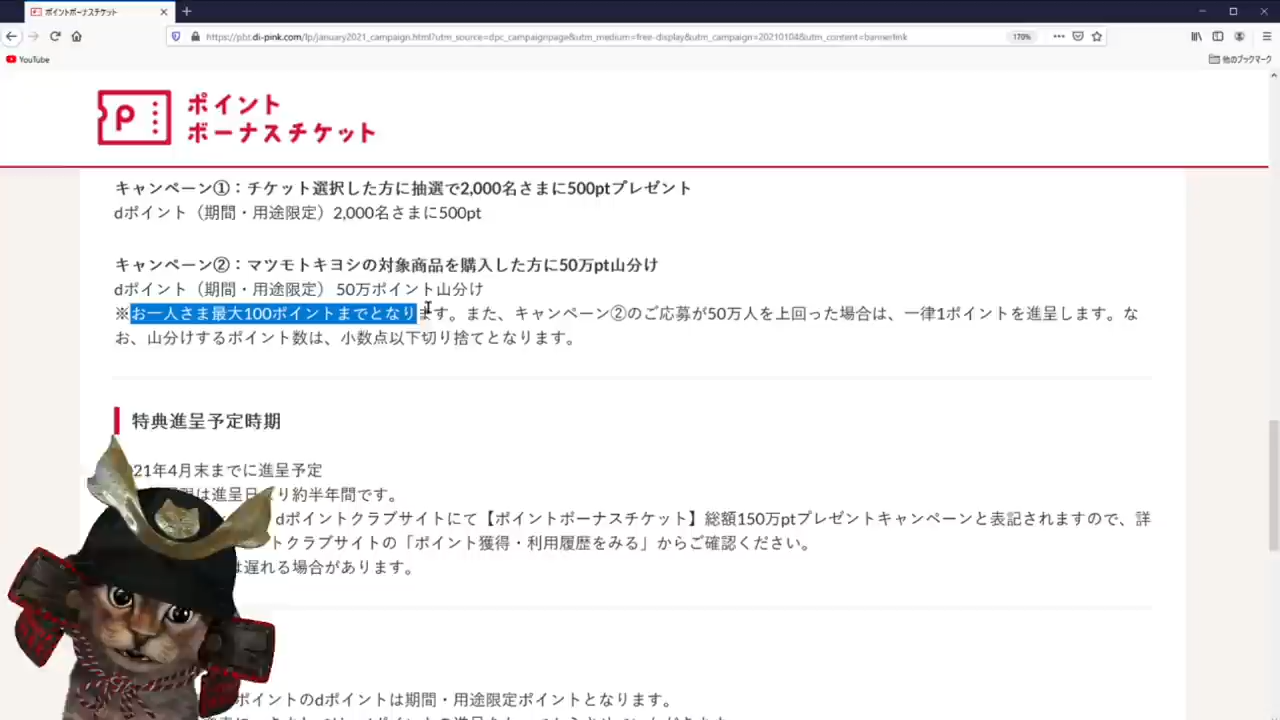 ポイントボーナスチケット
https://pbt.di-pink.com/lp/january2021_campaign.html?utm_source=dpc_campaignpage&utm_medium=free-display&utm_campaign=20210104&utm_content=bannerlink
170%
YouTube
他のブックマーク
P
ポイント
ボーナスチケット
キャンペーン①：チケット選択した方に抽選で2,000名さまに500ptプレゼント
dポイント（期間・用途限定）2,000名さまに500pt
キャンペーン②：マツモトキヨシの対象商品を購入した方に50万pt山分け
dポイント（期間・用途限定） 50万ポイント山分け
※お一人さま最大100ポイントまでとなります。また、キャンペーン②のご応募が50万人を上回った場合は、一律1ポイントを進呈します。な
お、山分けするポイント数は、小数点以下切り捨てとなります。
特典進呈予定時期
21年4月末までに進呈予定
は進呈日より約半年間です。
dポイントクラブサイトにて【ポイントボーナスチケット】総額150万ptプレゼントキャンペーンと表記されますので、詳
トクラブサイトの「ポイント獲得・利用履歴をみる」からご確認ください。
遅れる場合があります。
ポイントのdポイントは期間・用途限定ポイントとなります。